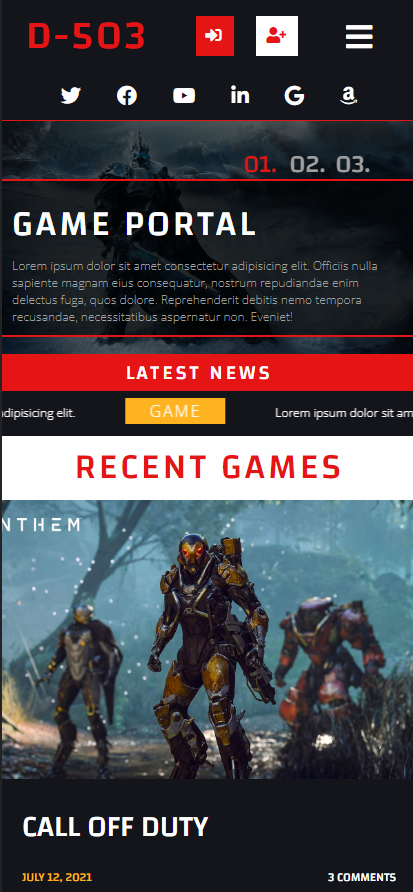 D-503
01. 02. 03.
GAME PORTAL
Lorem ipsum dolor sit amet consectetur adipisicing elit. Officiis nulla
sapiente magnam eius consequatur, nostrum repudiandae enim
delectus fuga, quos dolore. Reprehenderit debitis nemo tempora
recusandae, necessitatibus aspernatur non. Eveniet!
LATEST NEWS
dipisicing elit. GAME Lorem ipsum dolor sit am
RECENT GAMES
NTHEM
CALL OFF DUTY
JULY 12, 2021 3 COMMENTS